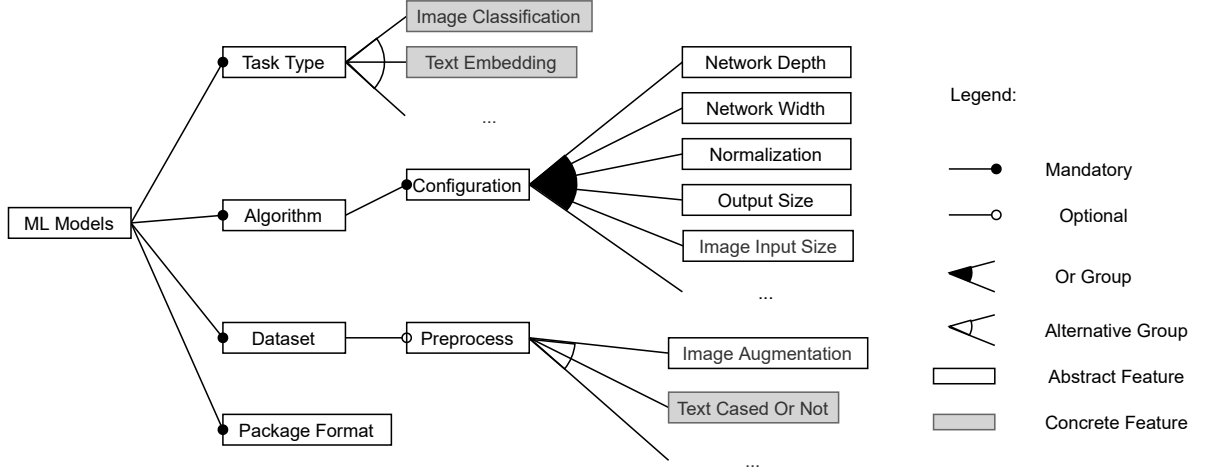 Image Classification
Task Type
Text Embedding
...
Network Depth
Network Width
Normalization
Configuration
Output Size
Image Input Size
...
ML Models
Algorithm
Dataset
Preprocess
Image Augmentation
Text Cased Or Not
...
Package Format
Legend:
Mandatory
Optional
Or Group
Alternative Group
Abstract Feature
Concrete Feature